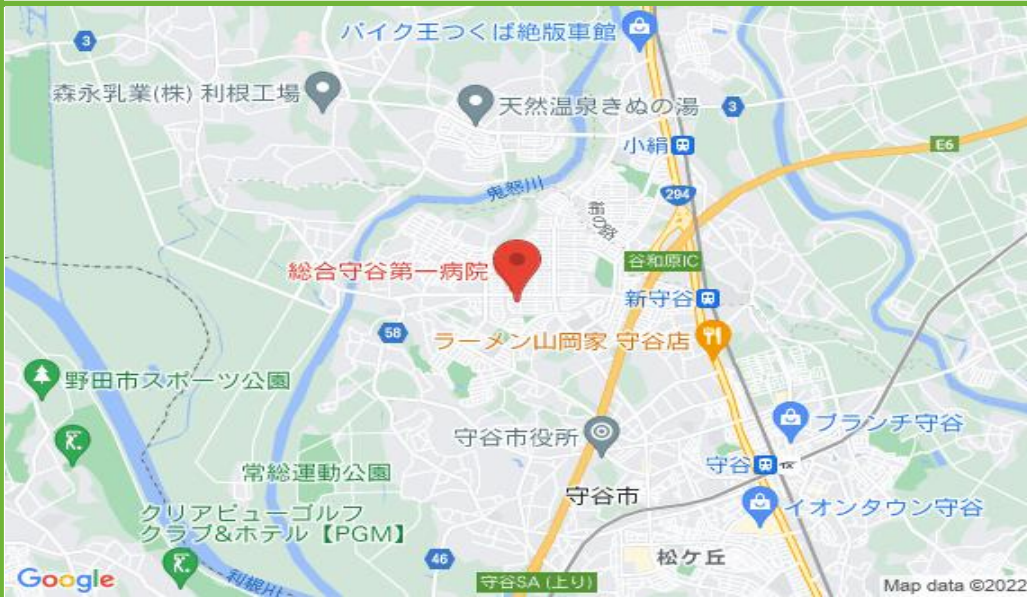 バイク王つくば絶版車館
3
森永乳業(株) 利根工場
天然温泉きぬの湯
3
小絹
E6
鬼怒川
294
絹の路
谷和原IC
総合守谷第一病院
新守谷
58
ラーメン山岡家 守谷店
野田市スポーツ公園
ブランチ守谷
守谷市役所
守谷
常総運動公園
守谷市
イオンタウン守谷
クリアビューゴルフ
クラブ&ホテル【PGM】
46
松ケ丘
利根川
守谷SA (上り)
Google
Map data ©2022